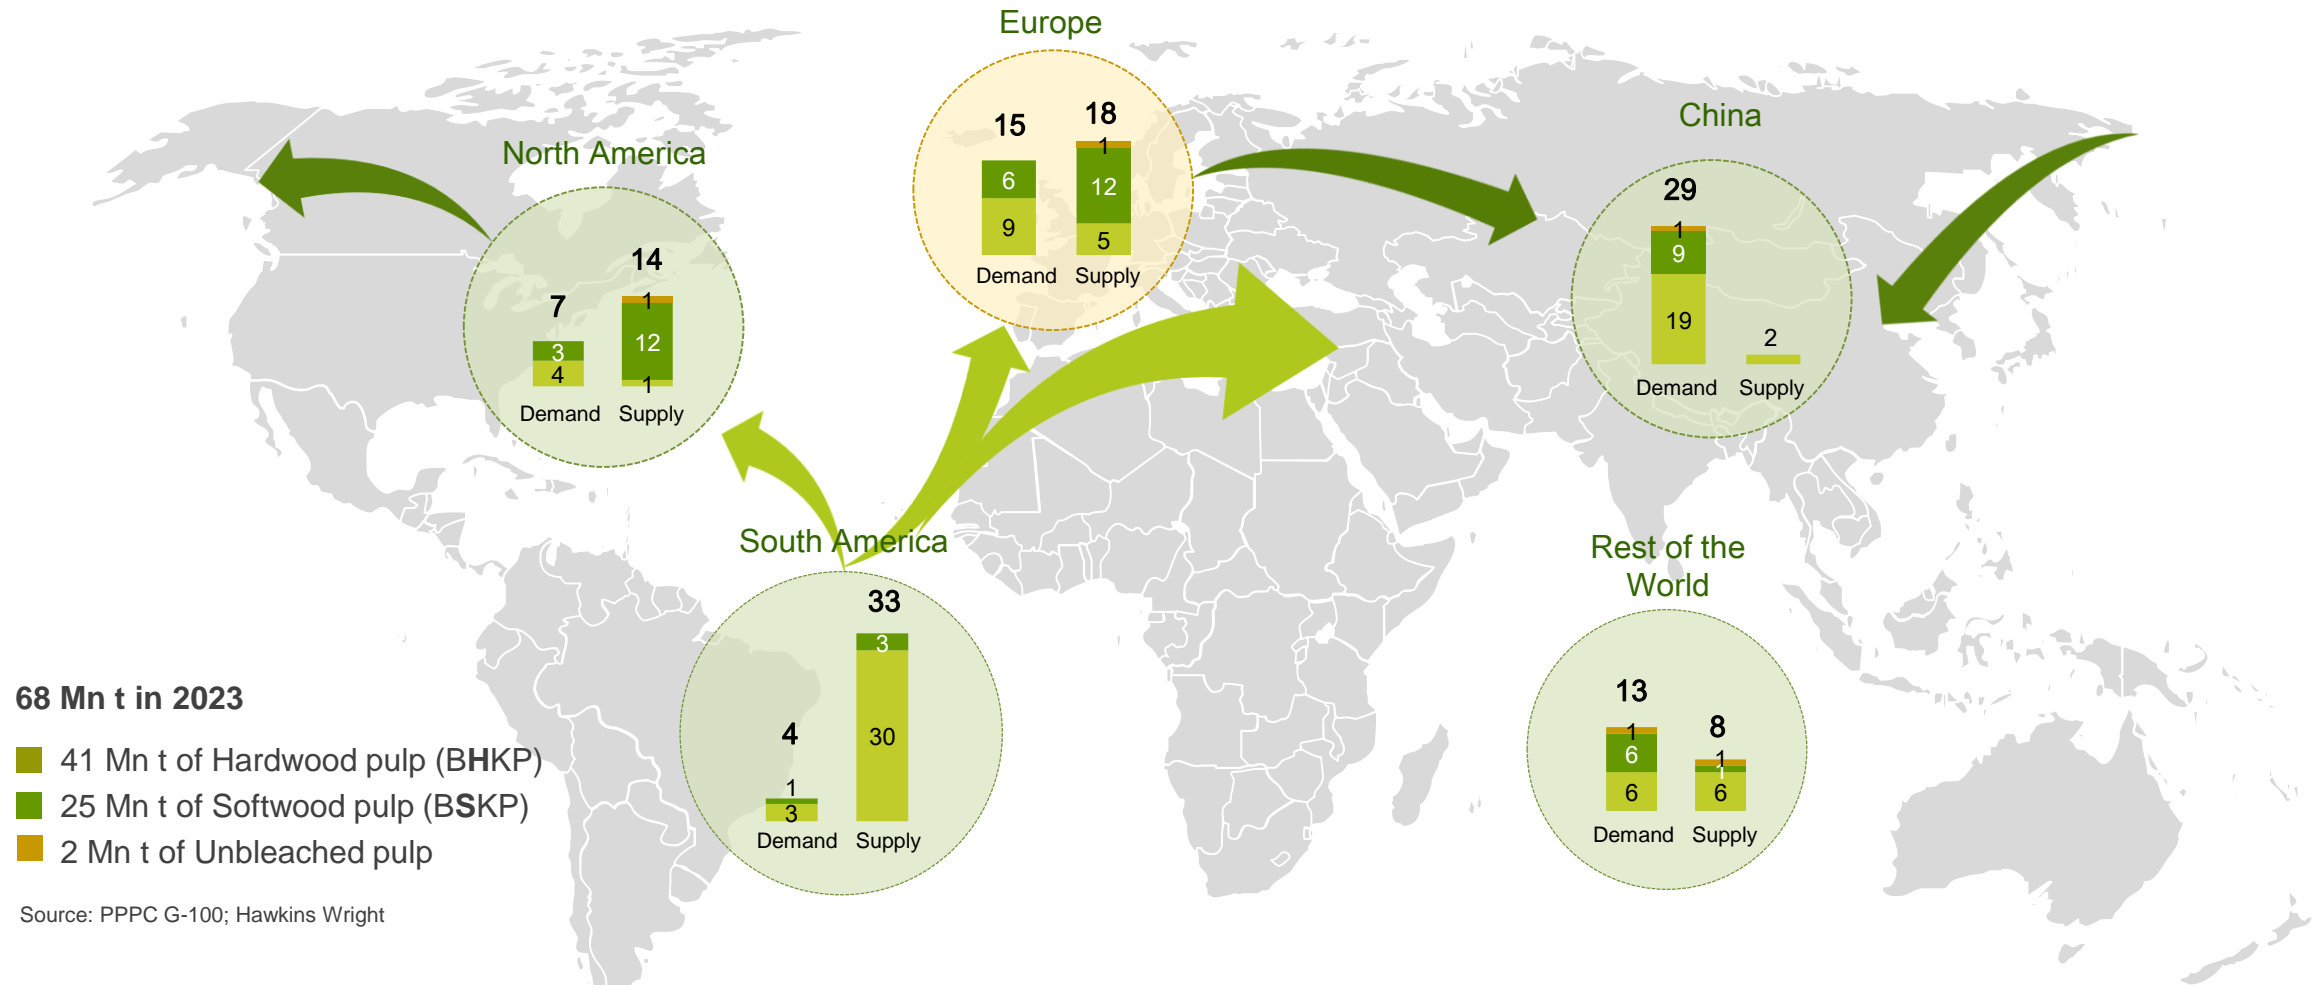 Europe
15
18
1
6
12
9
5
Demand
Supply
North America
7
14
1
3
12
4
1
Demand
Supply
China
29
1
9
19
2
Demand
Supply
South America
33
3
4
30
1
3
Demand
Supply
Rest of the
World
13
8
1
1
6
1
6
6
Demand
Supply
68 Mn t in 2023
41 Mn t of Hardwood pulp (BHKP)
25 Mn t of Softwood pulp (BSKP)
2 Mn t of Unbleached pulp
Source: PPPC G-100; Hawkins Wright